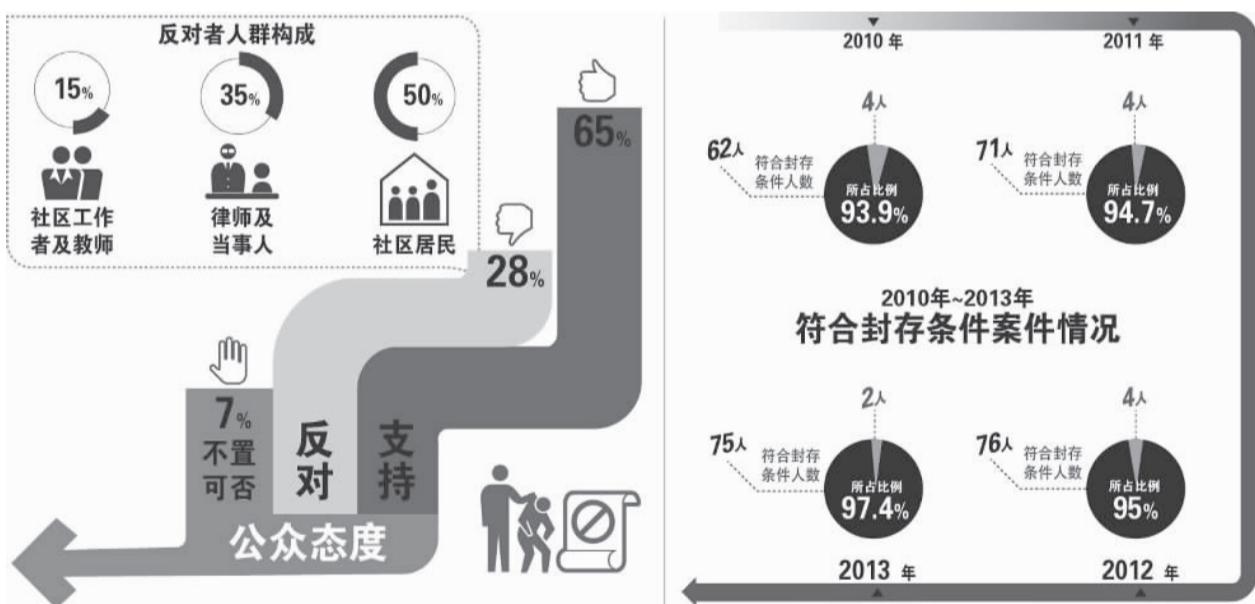 反对者人群构成
15%
35%
50%
社区工作
者及教师
律师及
当事人
社区居民
65%
28%
7%
不置
可否
反
对
支
持
公众态度
2010 年
2011 年
4人
62人
符合封存
条件人数
所占比例
93.9%
4人
71人
符合封存
条件人数
所占比例
94.7%
2010年~2013年
符合封存条件案件情况
2人
75人
符合封存
条件人数
所占比例
97.4%
4人
76人
符合封存
条件人数
所占比例
95%
2013 年
2012 年